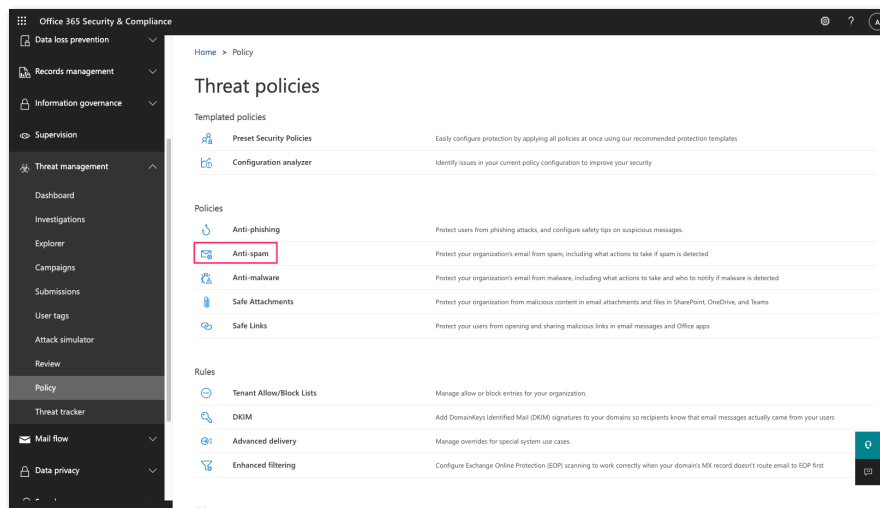 Office 365 Security & Compliance
?
A
Data loss prevention
Records management
Information governance
Supervision
Threat management
Dashboard
Investigations
Explorer
Campaigns
Submissions
User tags
Attack simulator
Review
Policy
Threat tracker
Mail flow
Data privacy
Home > Policy
Threat policies
Templated policies
Preset Security Policies Easily configure protection by applying all policies at once using our recommended protection templates
Configuration analyzer Identify issues in your current policy configuration to improve your security
Policies
Anti-phishing Protect users from phishing attacks, and configure safety tips on suspicious messages.
Anti-spam Protect your organization's email from spam, including what actions to take if spam is detected
Anti-malware Protect your organization's email from malware, including what actions to take and who to notify if malware is detected
Safe Attachments Protect your organization from malicious content in email attachments and files in SharePoint, OneDrive, and Teams
Safe Links Protect your users from opening and sharing malicious links in email messages and Office apps
Rules
Tenant Allow/Block Lists Manage allow or block entries for your organization.
DKIM Add DomainKeys Identified Mail (DKIM) signatures to your domains so recipients know that email messages actually came from your users
Advanced delivery Manage overrides for special system use cases.
Enhanced filtering Configure Exchange Online Protection (EOP) scanning to work correctly when your domain's MX record doesn't route email to EOP first